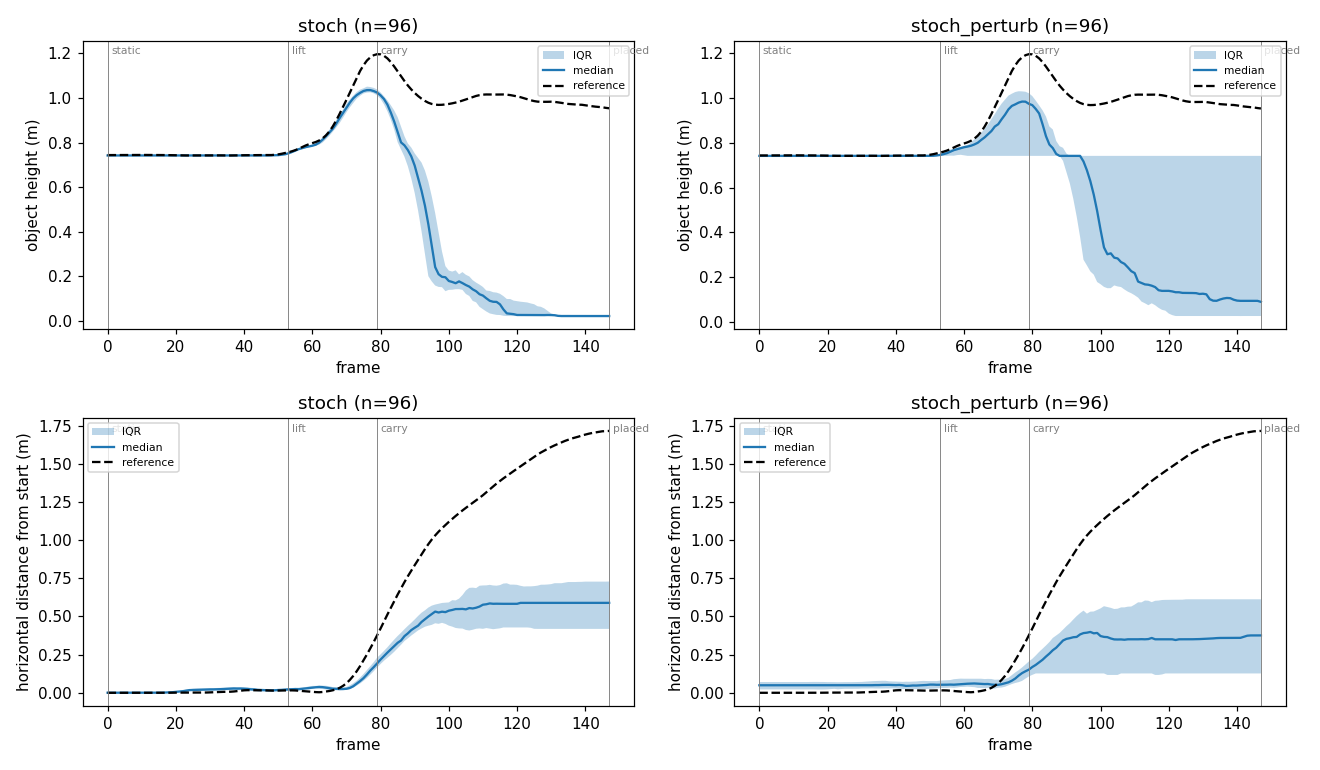 stoch (n=96)
static
lift
carry
placed
IQR
median
reference
object height (m)
1.2
1.0
0.8
0.6
0.4
0.2
0.0
0 20 40 60 80 100 120 140
frame
stoch_perturb (n=96)
static
lift
carry
placed
IQR
median
reference
object height (m)
1.2
1.0
0.8
0.6
0.4
0.2
0.0
0 20 40 60 80 100 120 140
frame
stoch (n=96)
IQR
median
reference
lift
carry
placed
horizontal distance from start (m)
1.75
1.50
1.25
1.00
0.75
0.50
0.25
0.00
0 20 40 60 80 100 120 140
frame
stoch_perturb (n=96)
IQR
median
reference
lift
carry
placed
horizontal distance from start (m)
1.75
1.50
1.25
1.00
0.75
0.50
0.25
0.00
0 20 40 60 80 100 120 140
frame